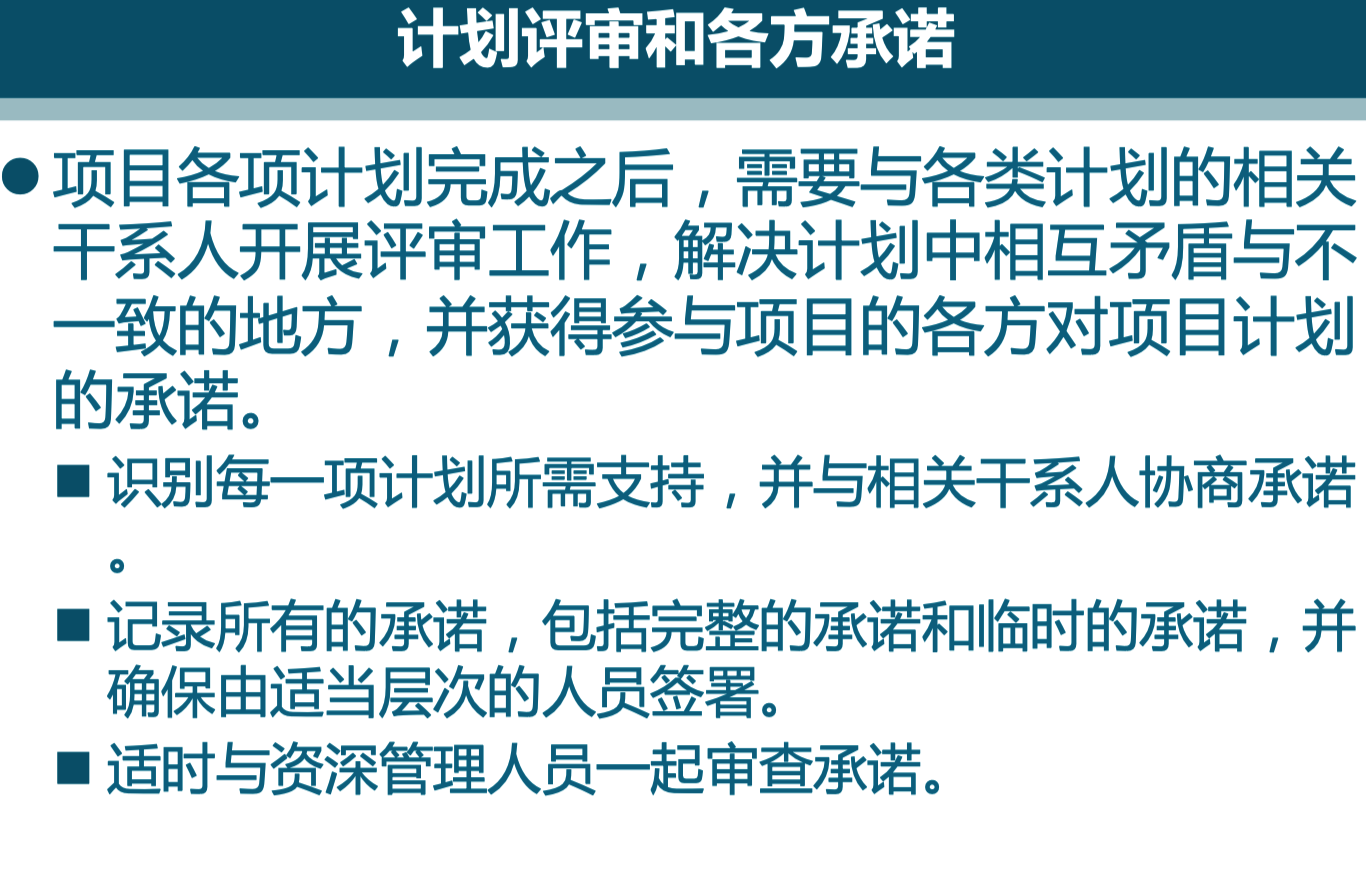 计划评审和各方承诺
●项目各项计划完成之后，需要与各类计划的相关
干系人开展评审工作，解决计划中相互矛盾与不
一致的地方，并获得参与项目的各方对项目计划
的承诺。
■ 识别每一项计划所需支持，并与相关干系人协商承诺
。
■ 记录所有的承诺，包括完整的承诺和临时的承诺，并
确保由适当层次的人员签署。
■ 适时与资深管理人员一起审查承诺。